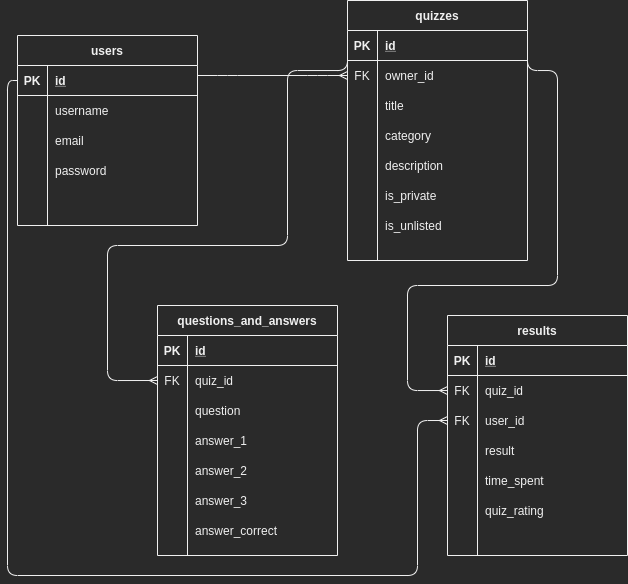 users
PK id
username
email
password
quizzes
PK id
FK owner_id
title
category
description
is_private
is_unlisted
questions_and_answers
PK id
FK quiz_id
question
answer_1
answer_2
answer_3
answer_correct
results
PK id
FK quiz_id
FK user_id
result
time_spent
quiz_rating